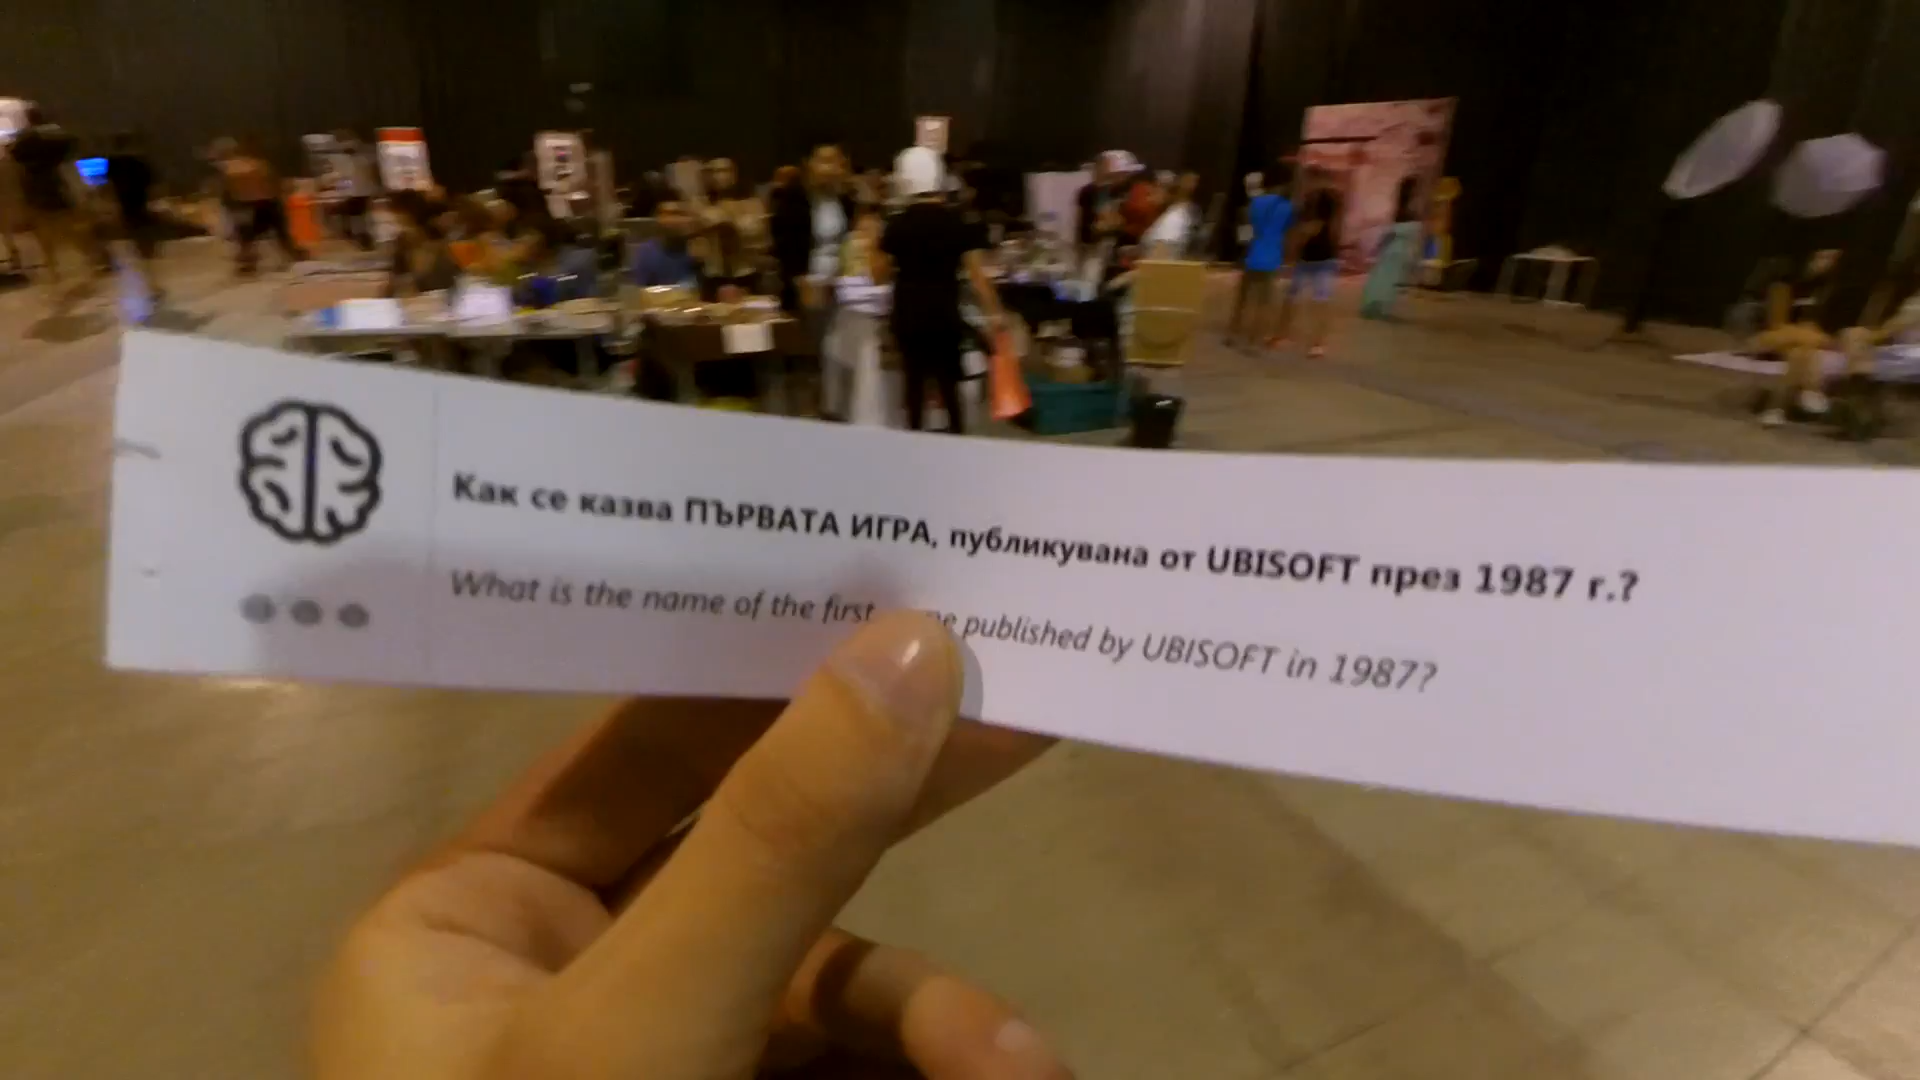 Как се казва ПЪРВАТА ИГРА, публикувана от UBISOFT през 1987 г.?
What is the name of the first published by UBISOFT in 1987?